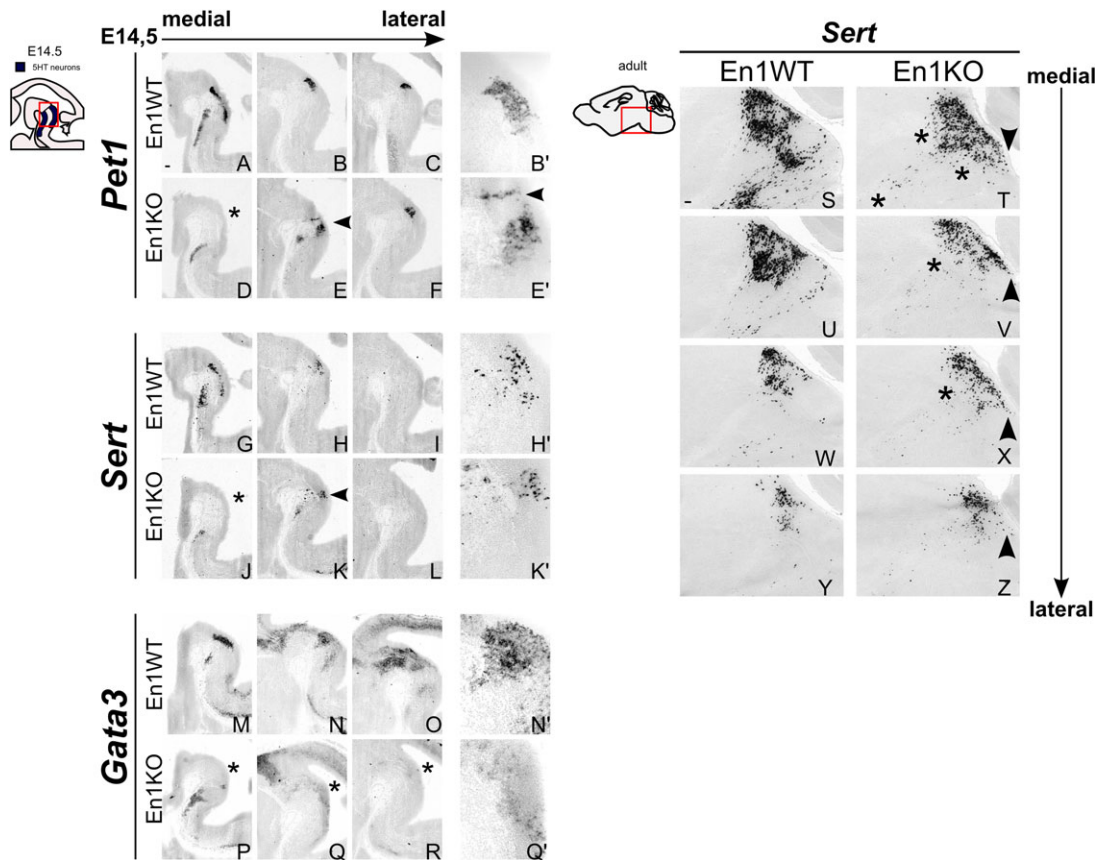 medial
lateral
E14,5
E14.5
5HT neurons
Pet1
En1WT
A
B
C
B'
En1KO
*
D
E
F
E'
Sert
En1WT
G
H
I
H'
En1KO
*
J
K
L
K'
Gata3
En1WT
M
N
O
N'
En1KO
*
*
*
P
Q
R
Q'
Sert
adult
En1WT
En1KO
medial
S
*
*
*
T
U
*
V
W
*
X
Y
Z
lateral